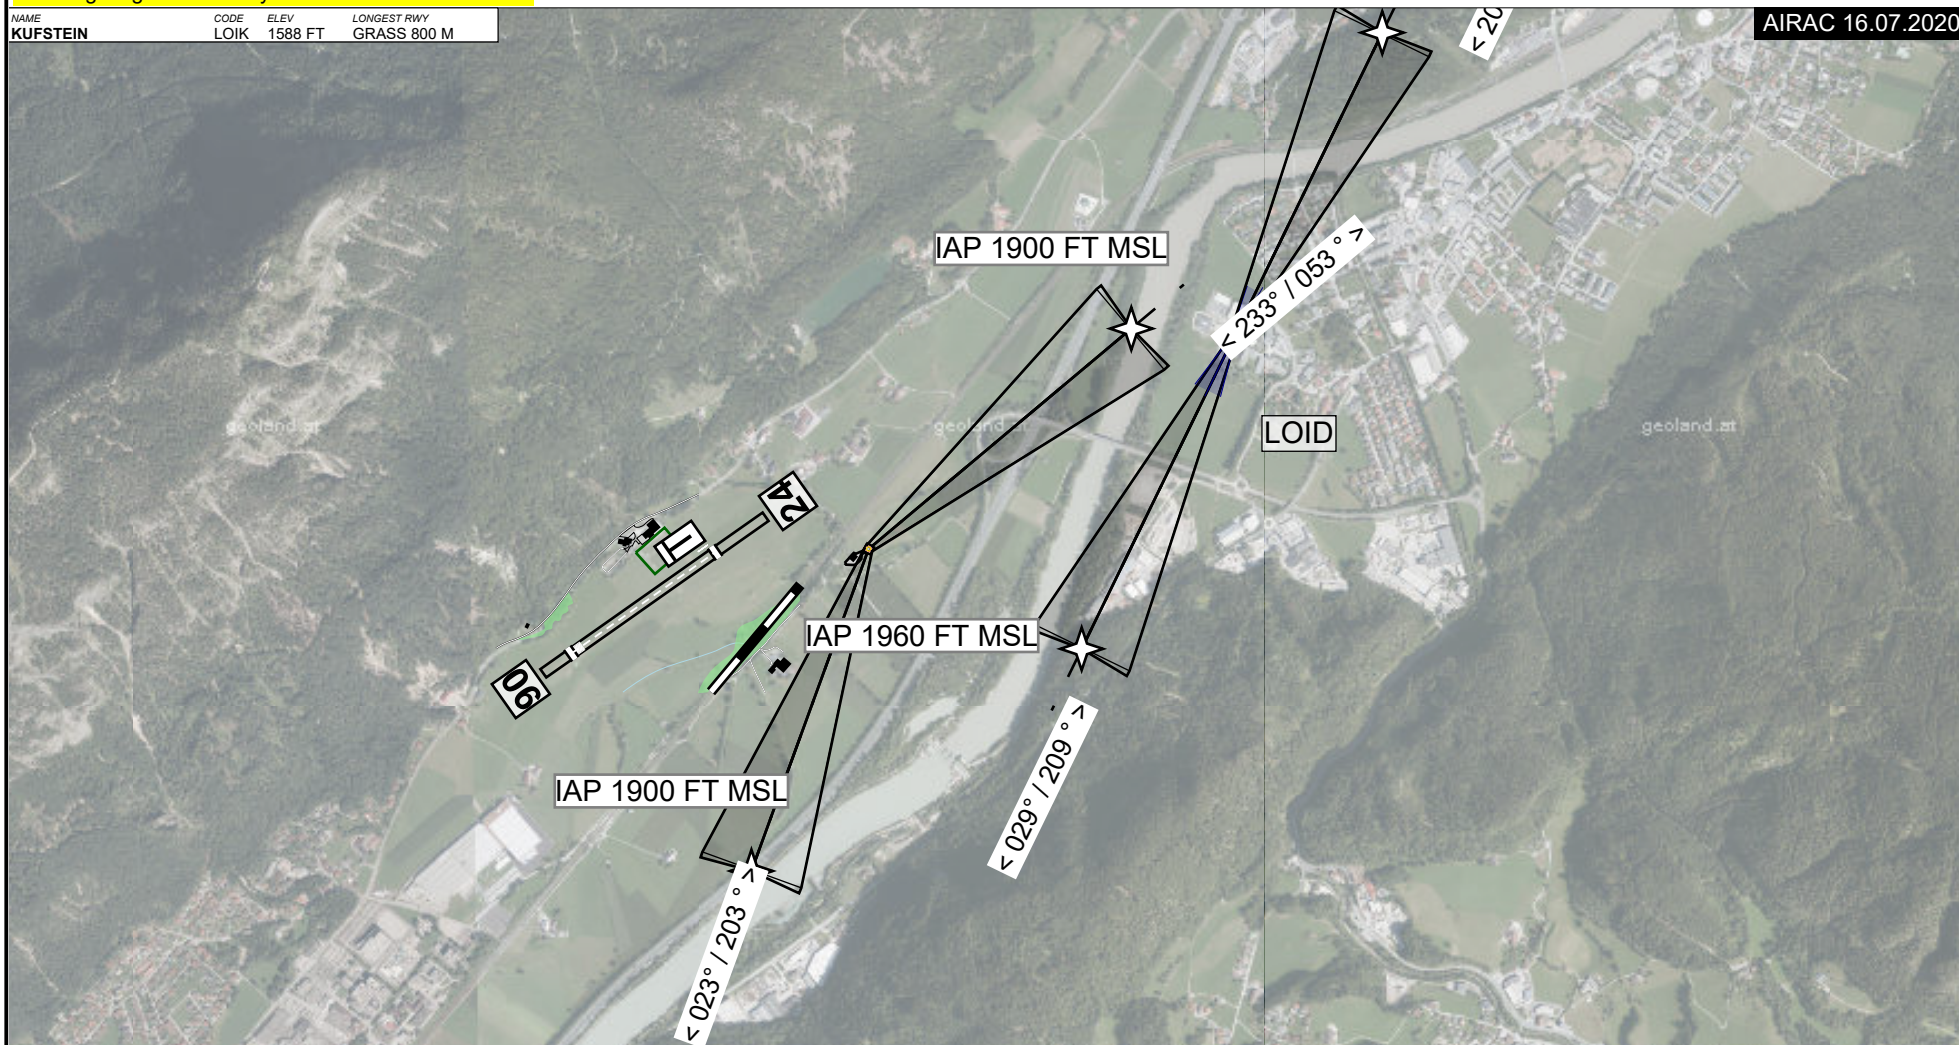 NAME CODE ELEV LONGEST RWY
KUFSTEIN LOIK 1588 FT GRASS 800 M
AIRAC 16.07.2020
< 20
IAP 1900 FT MSL
< 233° / 053 ° >
geoland.at
geoland.at
geoland.at
LOID
24
06
IAP 1960 FT MSL
IAP 1900 FT MSL
< 029° / 209 ° >
< 023° / 203 ° >